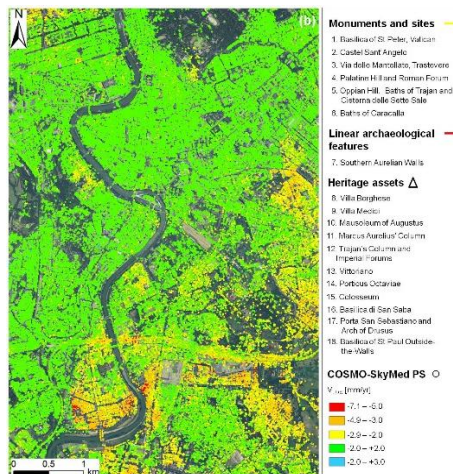 N
(b)
0 0.5 1
km
Monuments and sites
1. Basilica of St Peter, Vatican
2. Castel Sant'Angelo
3. Via delle Mantellate, Trastevere
4. Palatine Hill and Roman Forum
5. Oppian Hill, Baths of Trajan and
Cisterna delle Sette Sale
6. Baths of Caracalla
Linear archaeological
features
7. Southern Aurelian Walls
Heritage assets
8. Villa Borghese
9. Villa Medici
10. Mausoleum of Augustus
11. Marcus Aurelius' Column
12. Trajan's Column and
Imperial Forums
13. Vittoriano
14. Porticus Octaviae
15. Colosseum
16. Basilica di San Saba
17. Porta San Sebastiano and
Arch of Drusus
18. Basilica of St Paul Outside-
the-Walls
COSMO-SkyMed PS
V [mm/yr]
-7.1 – -5.0
-4.9 – -3.0
-2.9 – -2.0
-2.0 – +2.0
-2.0 – +3.0